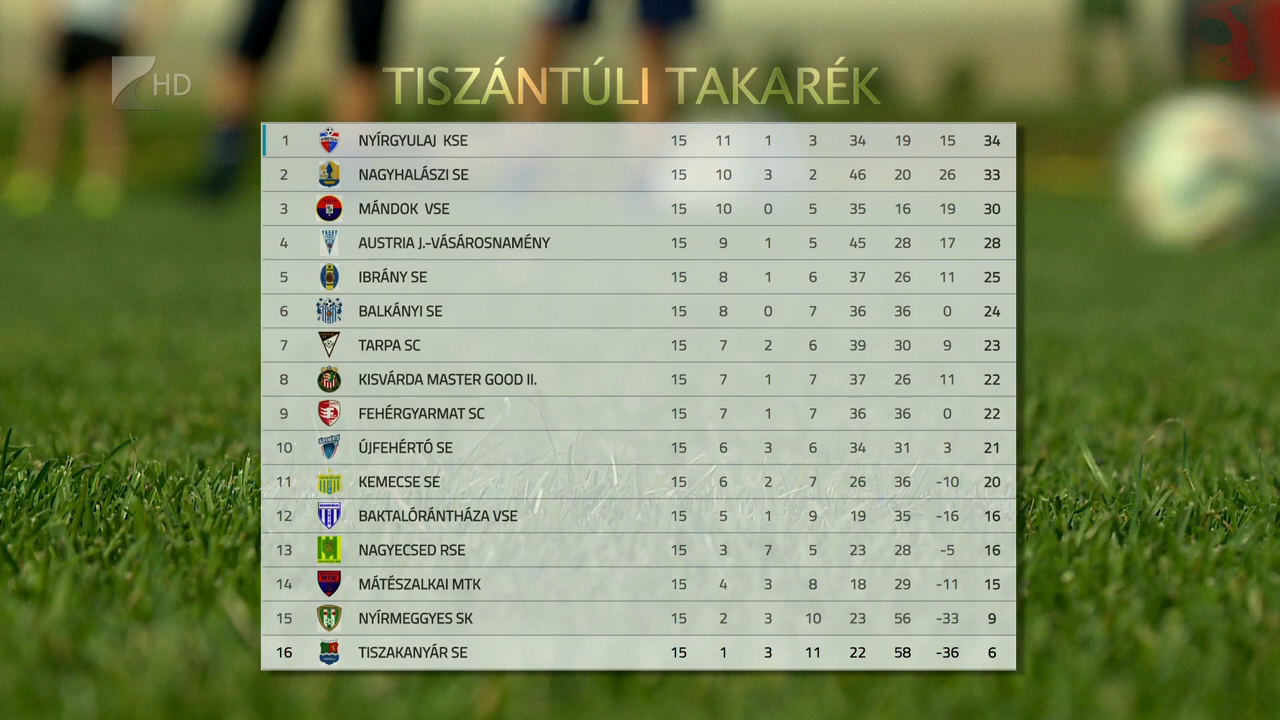 HD
TISZÁNTÚLI TAKARÉK
1 NYÍRGYULAJ KSE 15 11 1 3 34 19 15 34
2 NAGYHALÁSZI SE 15 10 3 2 46 20 26 33
3 MÁNDOK VSE 15 10 0 5 35 16 19 30
4 AUSTRIA J.-VÁSÁROSNAMÉNY 15 9 1 5 45 28 17 28
5 IBRÁNY SE 15 8 1 6 37 26 11 25
6 BALKÁNYI SE 15 8 0 7 36 36 0 24
7 TARPA SC 15 7 2 6 39 30 9 23
8 KISVÁRDA MASTER GOOD II. 15 7 1 7 37 26 11 22
9 FEHÉRGYARMAT SC 15 7 1 7 36 36 0 22
10 ÚJFEHÉRTÓ SE 15 6 3 6 34 31 3 21
11 KEMECSE SE 15 6 2 7 26 36 -10 20
12 BAKTALÓRÁNTHÁZA VSE 15 5 1 9 19 35 -16 16
13 NAGYECSED RSE 15 3 7 5 23 28 -5 16
14 MÁTÉSZALKAI MTK 15 4 3 8 18 29 -11 15
15 NYÍRMEGGYES SK 15 2 3 10 23 56 -33 9
16 TISZAKANYÁR SE 15 1 3 11 22 58 -36 6